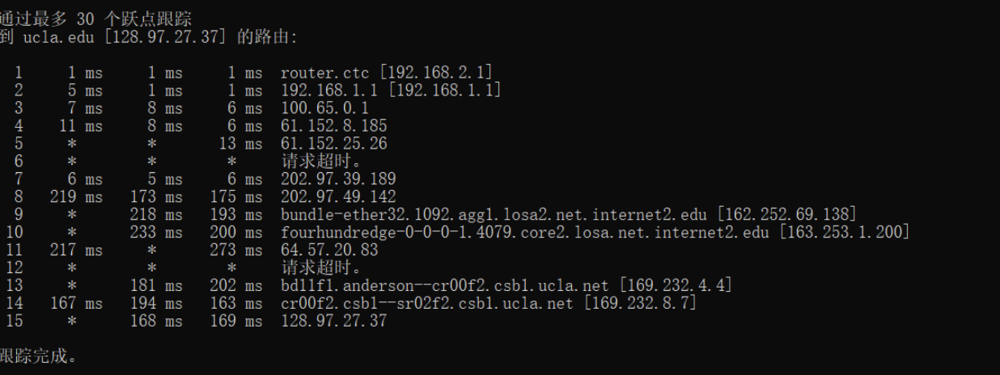 通过最多 30 个跃点跟踪
到 ucla.edu [128.97.27.37] 的路由:
1 1 ms 1 ms 1 ms router.ctc [192.168.2.1]
2 5 ms 1 ms 1 ms 192.168.1.1 [192.168.1.1]
3 7 ms 8 ms 6 ms 100.65.0.1
4 11 ms 8 ms 6 ms 61.152.8.185
5 * * 13 ms 61.152.25.26
6 * * * 请求超时。
7 6 ms 5 ms 6 ms 202.97.39.189
8 219 ms 173 ms 175 ms 202.97.49.142
9 * 218 ms 193 ms bundle-ether32.1092.agg1.losa2.net.internet2.edu [162.252.69.138]
10 * 233 ms 200 ms fourhundredge-0-0-0-1.4079.core2.losa.net.internet2.edu [163.253.1.200]
11 217 ms * 273 ms 64.57.20.83
12 * * * 请求超时。
13 * 181 ms 202 ms bd11f1.anderson--cr00f2.csb1.ucla.net [169.232.4.4]
14 167 ms 194 ms 163 ms cr00f2.csb1--sr02f2.csb1.ucla.net [169.232.8.7]
15 * 168 ms 169 ms 128.97.27.37
跟踪完成。